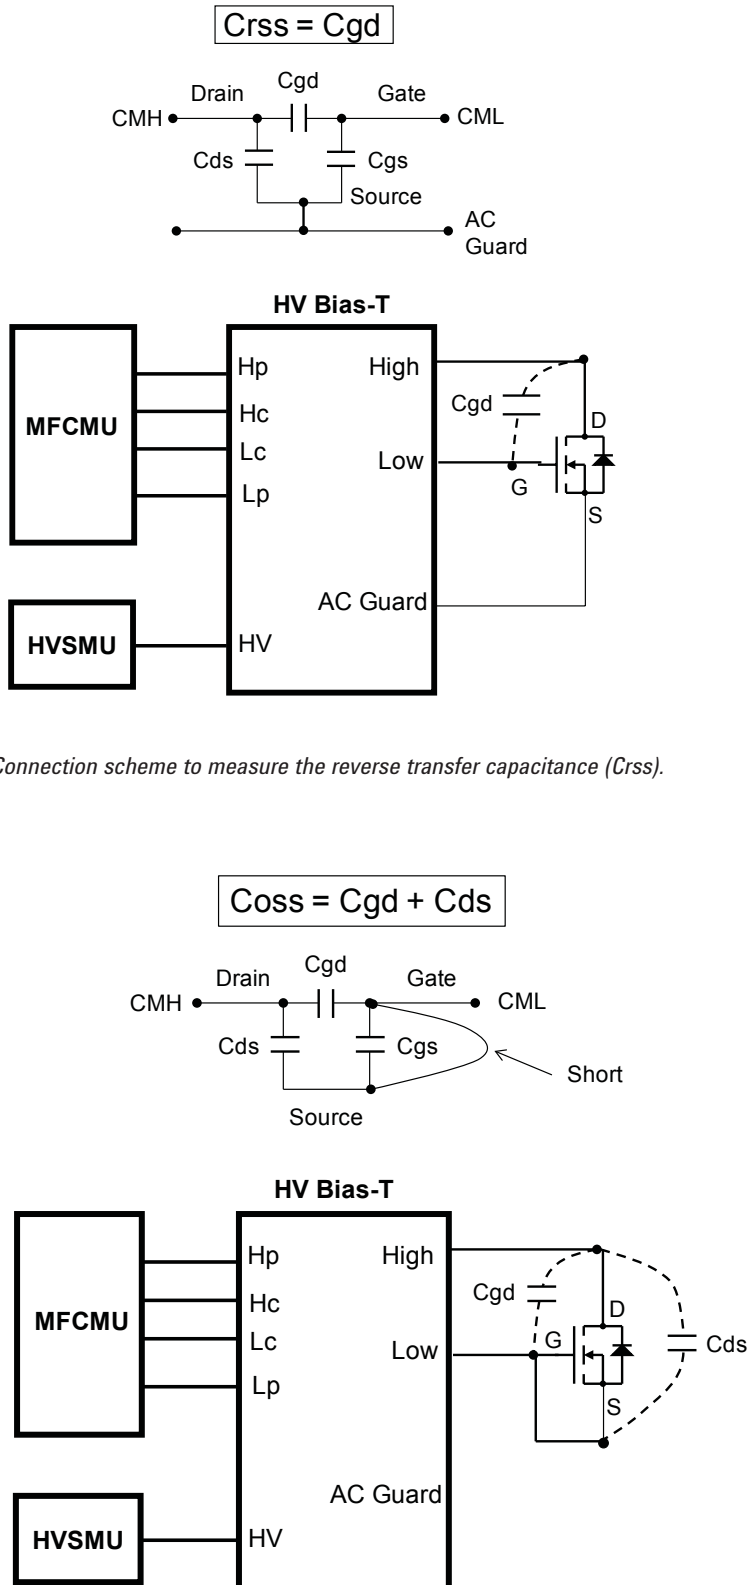 Crss = Cgd
Cgd
Drain
Gate
CMH
CML
Cds
Cgs
Source
AC
Guard
HV Bias-T
Hp
High
Cgd
Hc
D
MFCMU
Lc
Low
G
Lp
S
AC Guard
HVSMU
HV
Connection scheme to measure the reverse transfer capacitance (Crss).
Coss = Cgd + Cds
Cgd
Drain
Gate
CMH
CML
Cds
Cgs
Short
Source
HV Bias-T
Hp
High
Cgd
Hc
D
MFCMU
Lc
Low
G
Cds
Lp
S
AC Guard
HVSMU
HV